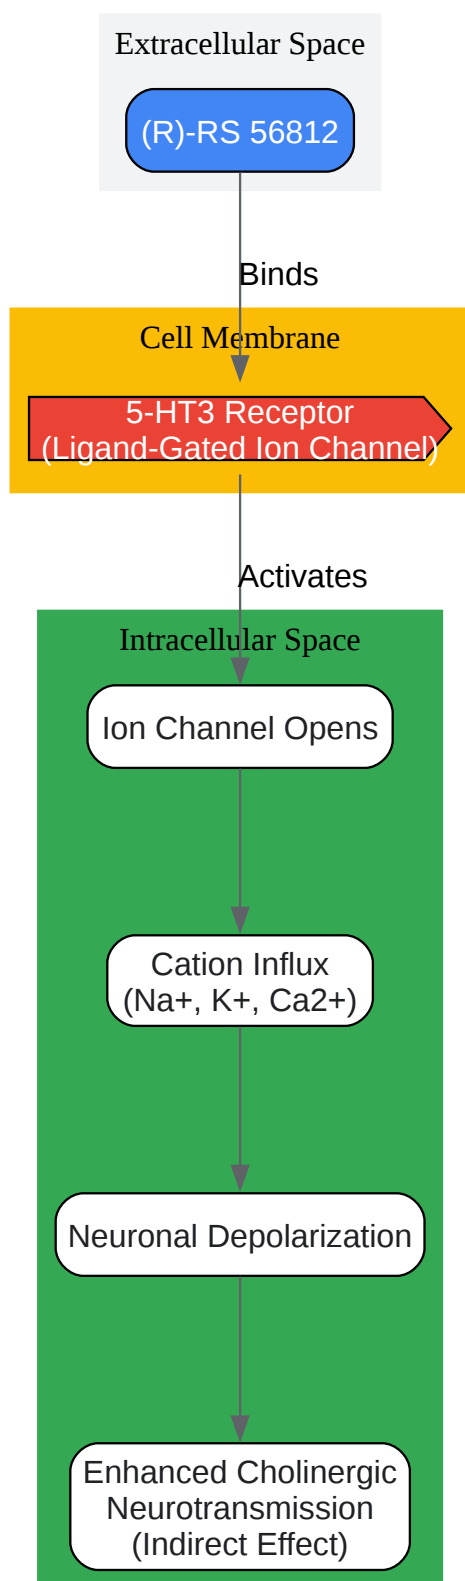 Extracellular Space
(R)-RS 56812
Binds
Cell Membrane
5-HT3 Receptor
(Ligand-Gated Ion Channel)
Activates
Intracellular Space
Ion Channel Opens
Cation Influx
(Na+, K+, Ca2+)
Neuronal Depolarization
Enhanced Cholinergic
Neurotransmission
(Indirect Effect)